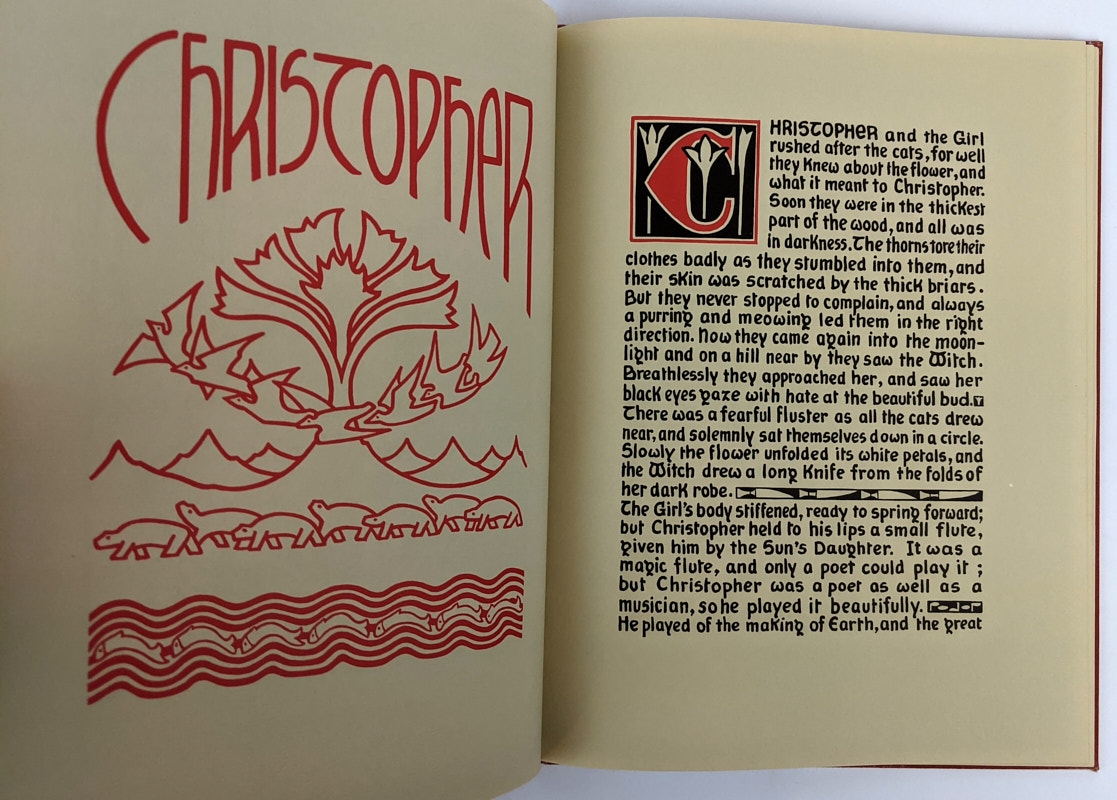 Christopher
CHRISTOPHER and the Girl
rushed after the cats, for well
they knew about the flower, and
what it meant to Christopher.
Soon they were in the thickest
part of the wood, and all was
in darkness. The thorns tore their
clothes badly as they stumbled into them, and
their skin was scratched by the thick briars.
But they never stopped to complain, and always
a purring and meowing led them in the right
direction. Now they came again into the moon-
light and on a hill near by they saw the Witch.
Breathlessly they approached her, and saw her
black eyes gaze with hate at the beautiful bud.
There was a fearful fluster as all the cats drew
near, and solemnly sat themselves down in a circle.
Slowly the flower unfolded its white petals, and
the Witch drew a long knife from the folds of
her dark robe.
The Girl's body stiffened, ready to spring forward;
but Christopher held to his lips a small flute,
given him by the Sun's Daughter. It was a
magic flute, and only a poet could play it ;
but Christopher was a poet as well as a
musician, so he played it beautifully.
He played of the making of Earth, and the great